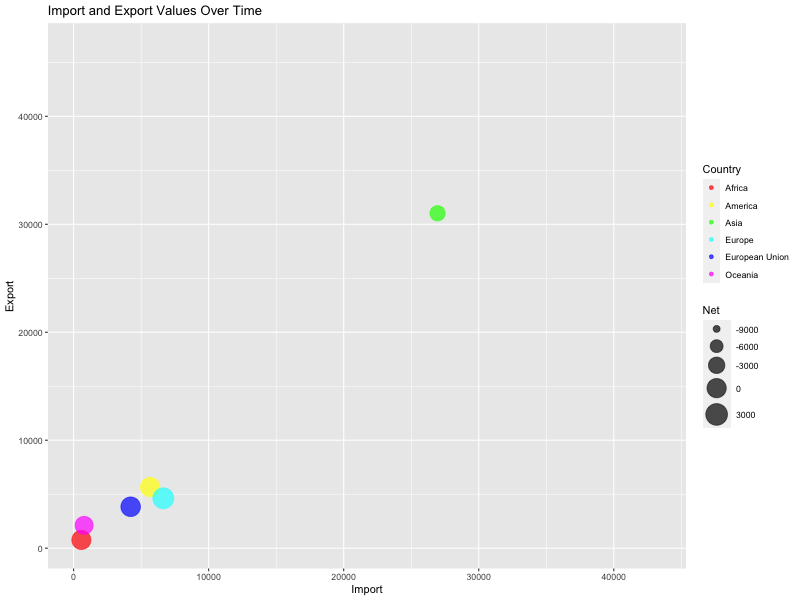 Import and Export Values Over Time
Export
40000
30000
20000
10000
0
0 10000 20000 30000 40000
Import
Country
Africa
America
Asia
Europe
European Union
Oceania
Net
-9000
-6000
-3000
0
3000